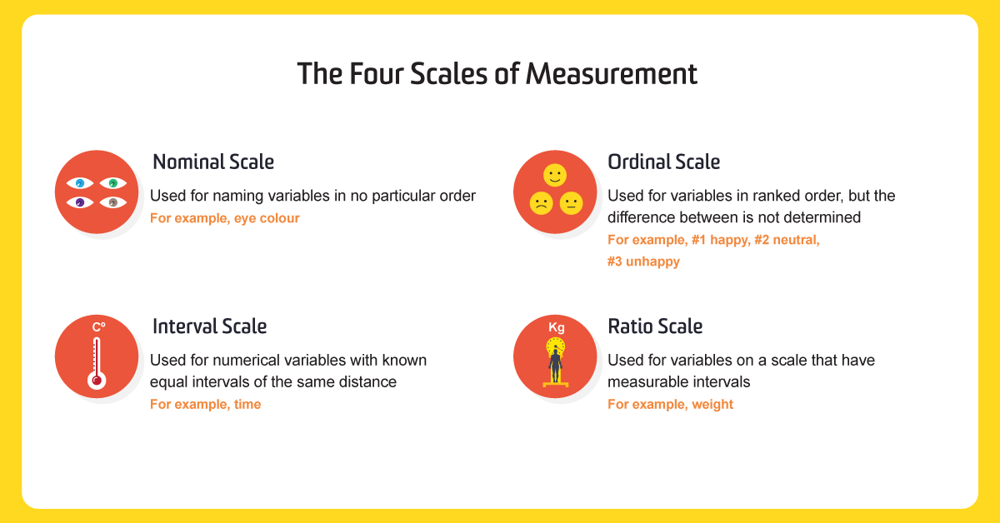 The Four Scales of Measurement
Nominal Scale
Used for naming variables in no particular order
For example, eye colour
Ordinal Scale
Used for variables in ranked order, but the
difference between is not determined
For example, #1 happy, #2 neutral,
#3 unhappy
C°
Interval Scale
Used for numerical variables with known
equal intervals of the same distance
For example, time
Kg
Ratio Scale
Used for variables on a scale that have
measurable intervals
For example, weight